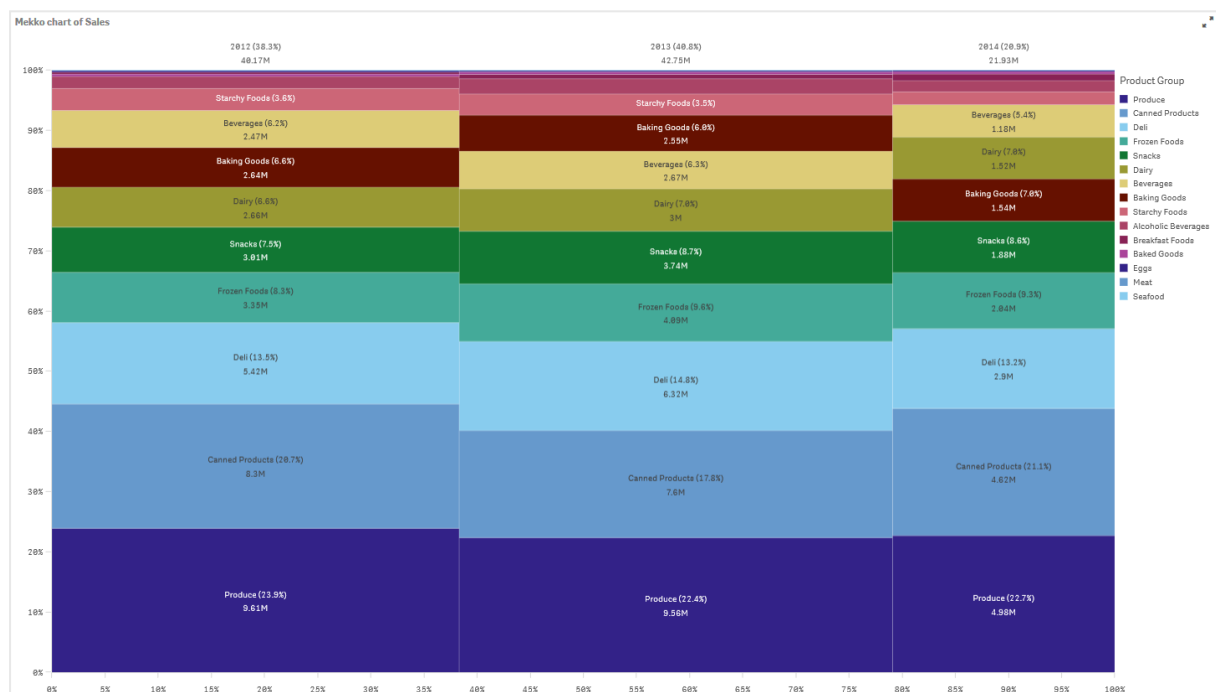 Mekko chart of Sales
2012 (38.3%)
40.17M
2013 (40.8%)
42.75M
2014 (20.9%)
21.93M
100%
90%
80%
70%
60%
50%
40%
30%
20%
10%
0%
Starchy Foods (3.6%)
Beverages (6.2%)
2.47M
Baking Goods (6.6%)
2.64M
Dairy (6.6%)
2.66M
Snacks (7.5%)
3.01M
Frozen Foods (8.3%)
3.35M
Deli (13.5%)
5.42M
Canned Products (20.7%)
8.3M
Produce (23.9%)
9.61M
Starchy Foods (3.5%)
Baking Goods (6.0%)
2.55M
Beverages (6.3%)
2.67M
Dairy (7.0%)
3M
Snacks (8.7%)
3.74M
Frozen Foods (9.6%)
4.09M
Deli (14.8%)
6.32M
Canned Products (17.8%)
7.6M
Produce (22.4%)
9.56M
Beverages (5.4%)
1.18M
Dairy (7.0%)
1.52M
Baking Goods (7.0%)
1.54M
Snacks (8.6%)
1.88M
Frozen Foods (9.3%)
2.04M
Deli (13.2%)
2.9M
Canned Products (21.1%)
4.62M
Produce (22.7%)
4.98M
0% 5% 10% 15% 20% 25% 30% 35% 40% 45% 50% 55% 60% 65% 70% 75% 80% 85% 90% 95% 100%
Product Group
Produce
Canned Products
Deli
Frozen Foods
Snacks
Dairy
Beverages
Baking Goods
Starchy Foods
Alcoholic Beverages
Breakfast Foods
Baked Goods
Eggs
Meat
Seafood